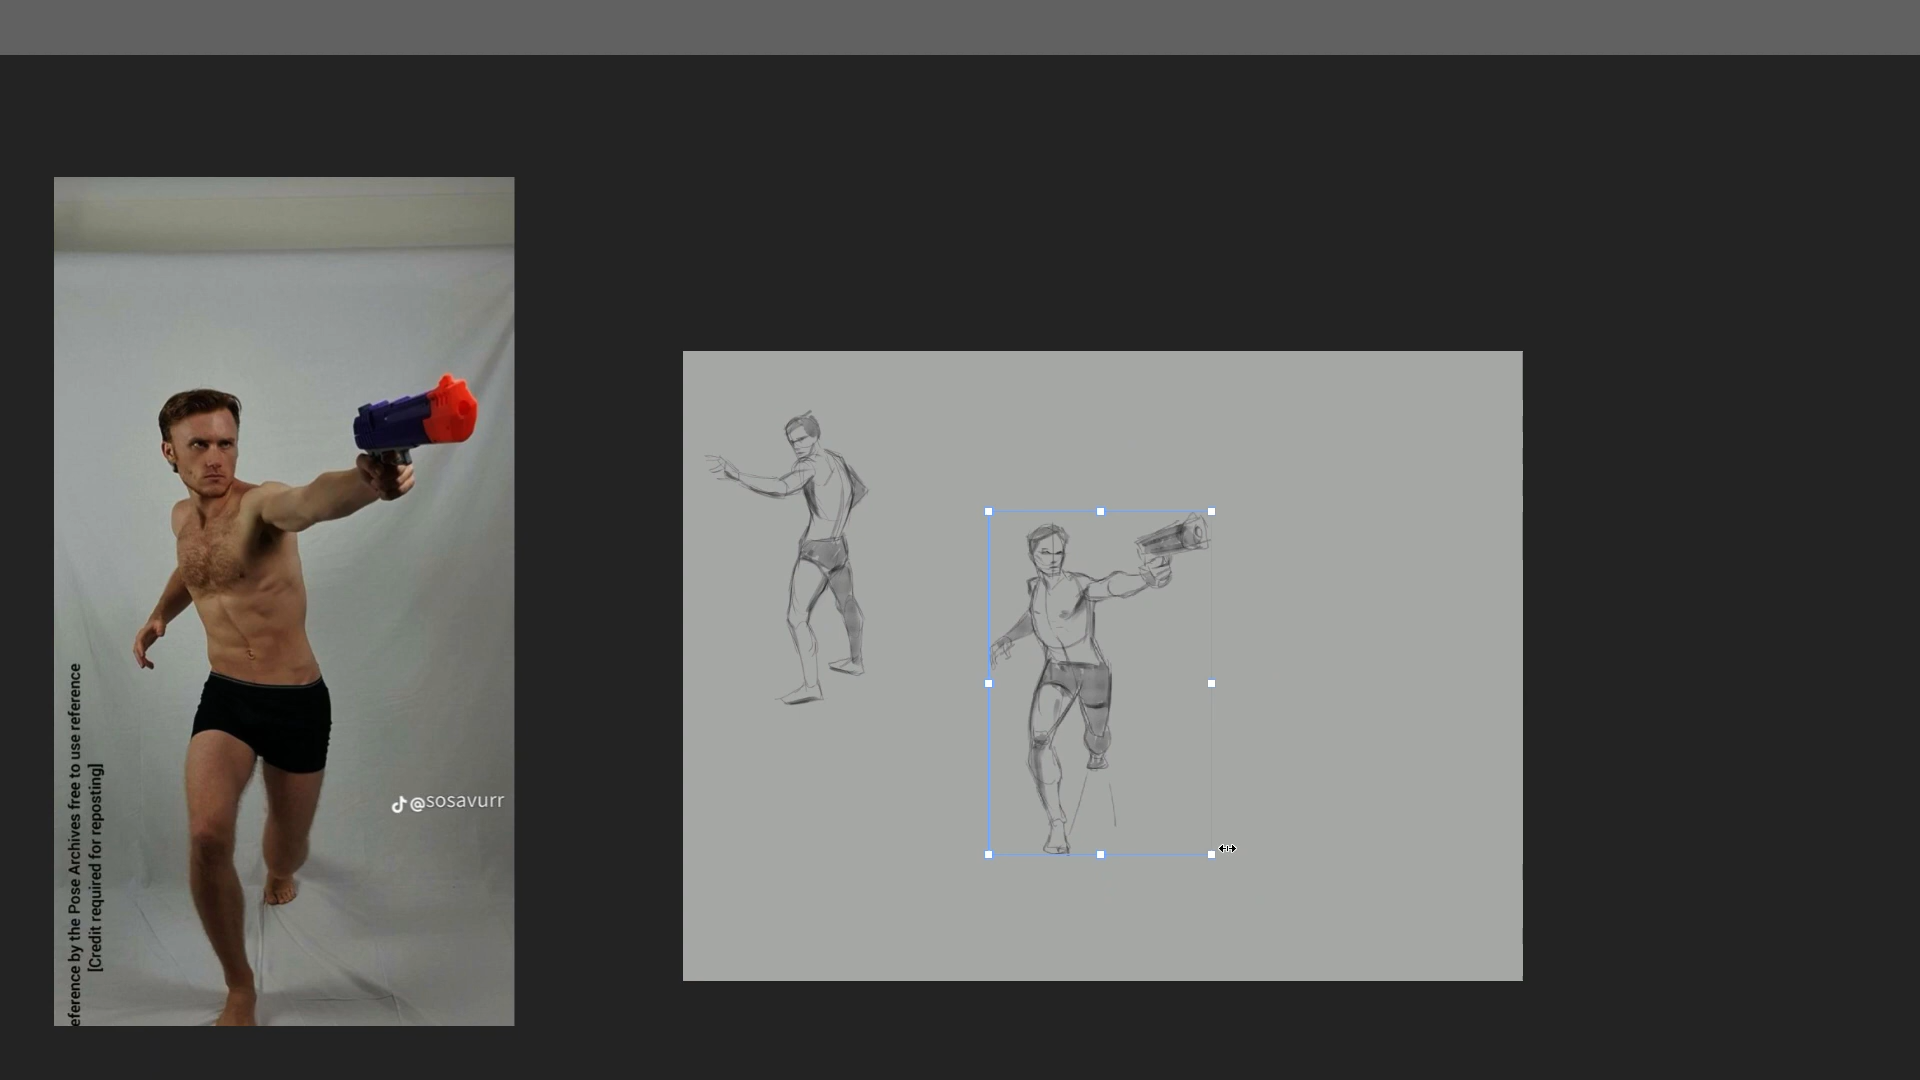 eference by the Pose Archives free to use reference
[Credit required for reposting]
@sosavurr